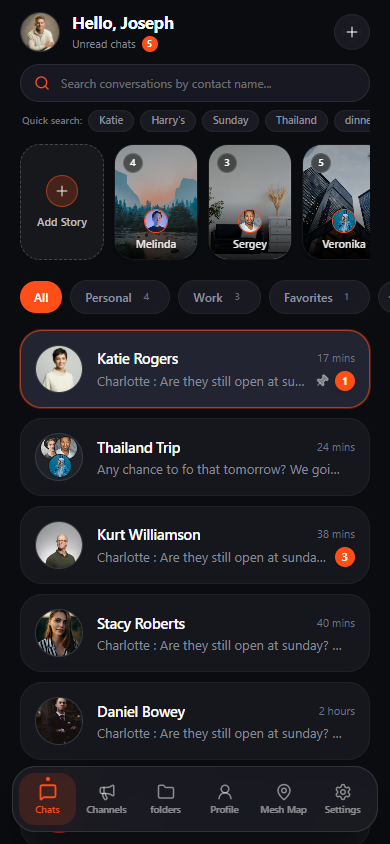 Hello, Joseph
Unread chats 5
Search conversations by contact name...
Quick search: Katie Harry's Sunday Thailand dinne
4 3 5
Add Story Melinda Sergey Veronika
All Personal 4 Work 3 Favorites 1
Katie Rogers 17 mins
Charlotte : Are they still open at su... 1
Thailand Trip 24 mins
Any chance to fo that tomorrow? We goi...
Kurt Williamson 38 mins
Charlotte : Are they still open at sunda... 3
Stacy Roberts 40 mins
Charlotte : Are they still open at sunday? ...
Daniel Bowey 2 hours
Charlotte : Are they still open at sunday? ...
Chats Channels folders Profile Mesh Map Settings